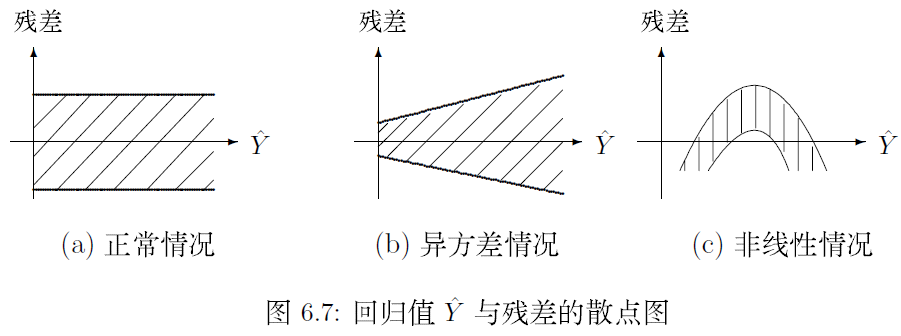 残差 残差 残差
Ŷ Ŷ Ŷ
(a) 正常情况 (b) 异方差情况 (c) 非线性情况
图 6.7: 回归值 Ŷ 与残差的散点图